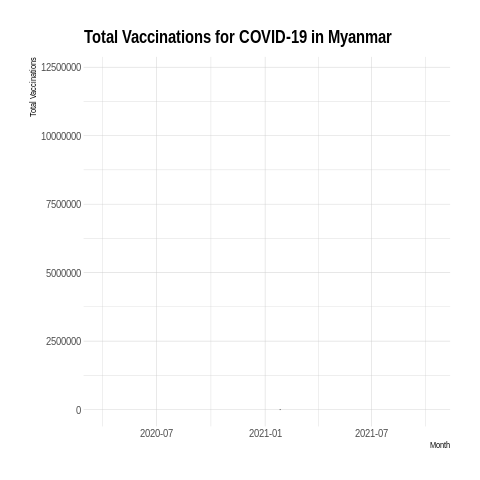 Total Vaccinations for COVID-19 in Myanmar
Total Vaccinations
12500000
10000000
7500000
5000000
2500000
0
2020-07 2021-01 2021-07
Month